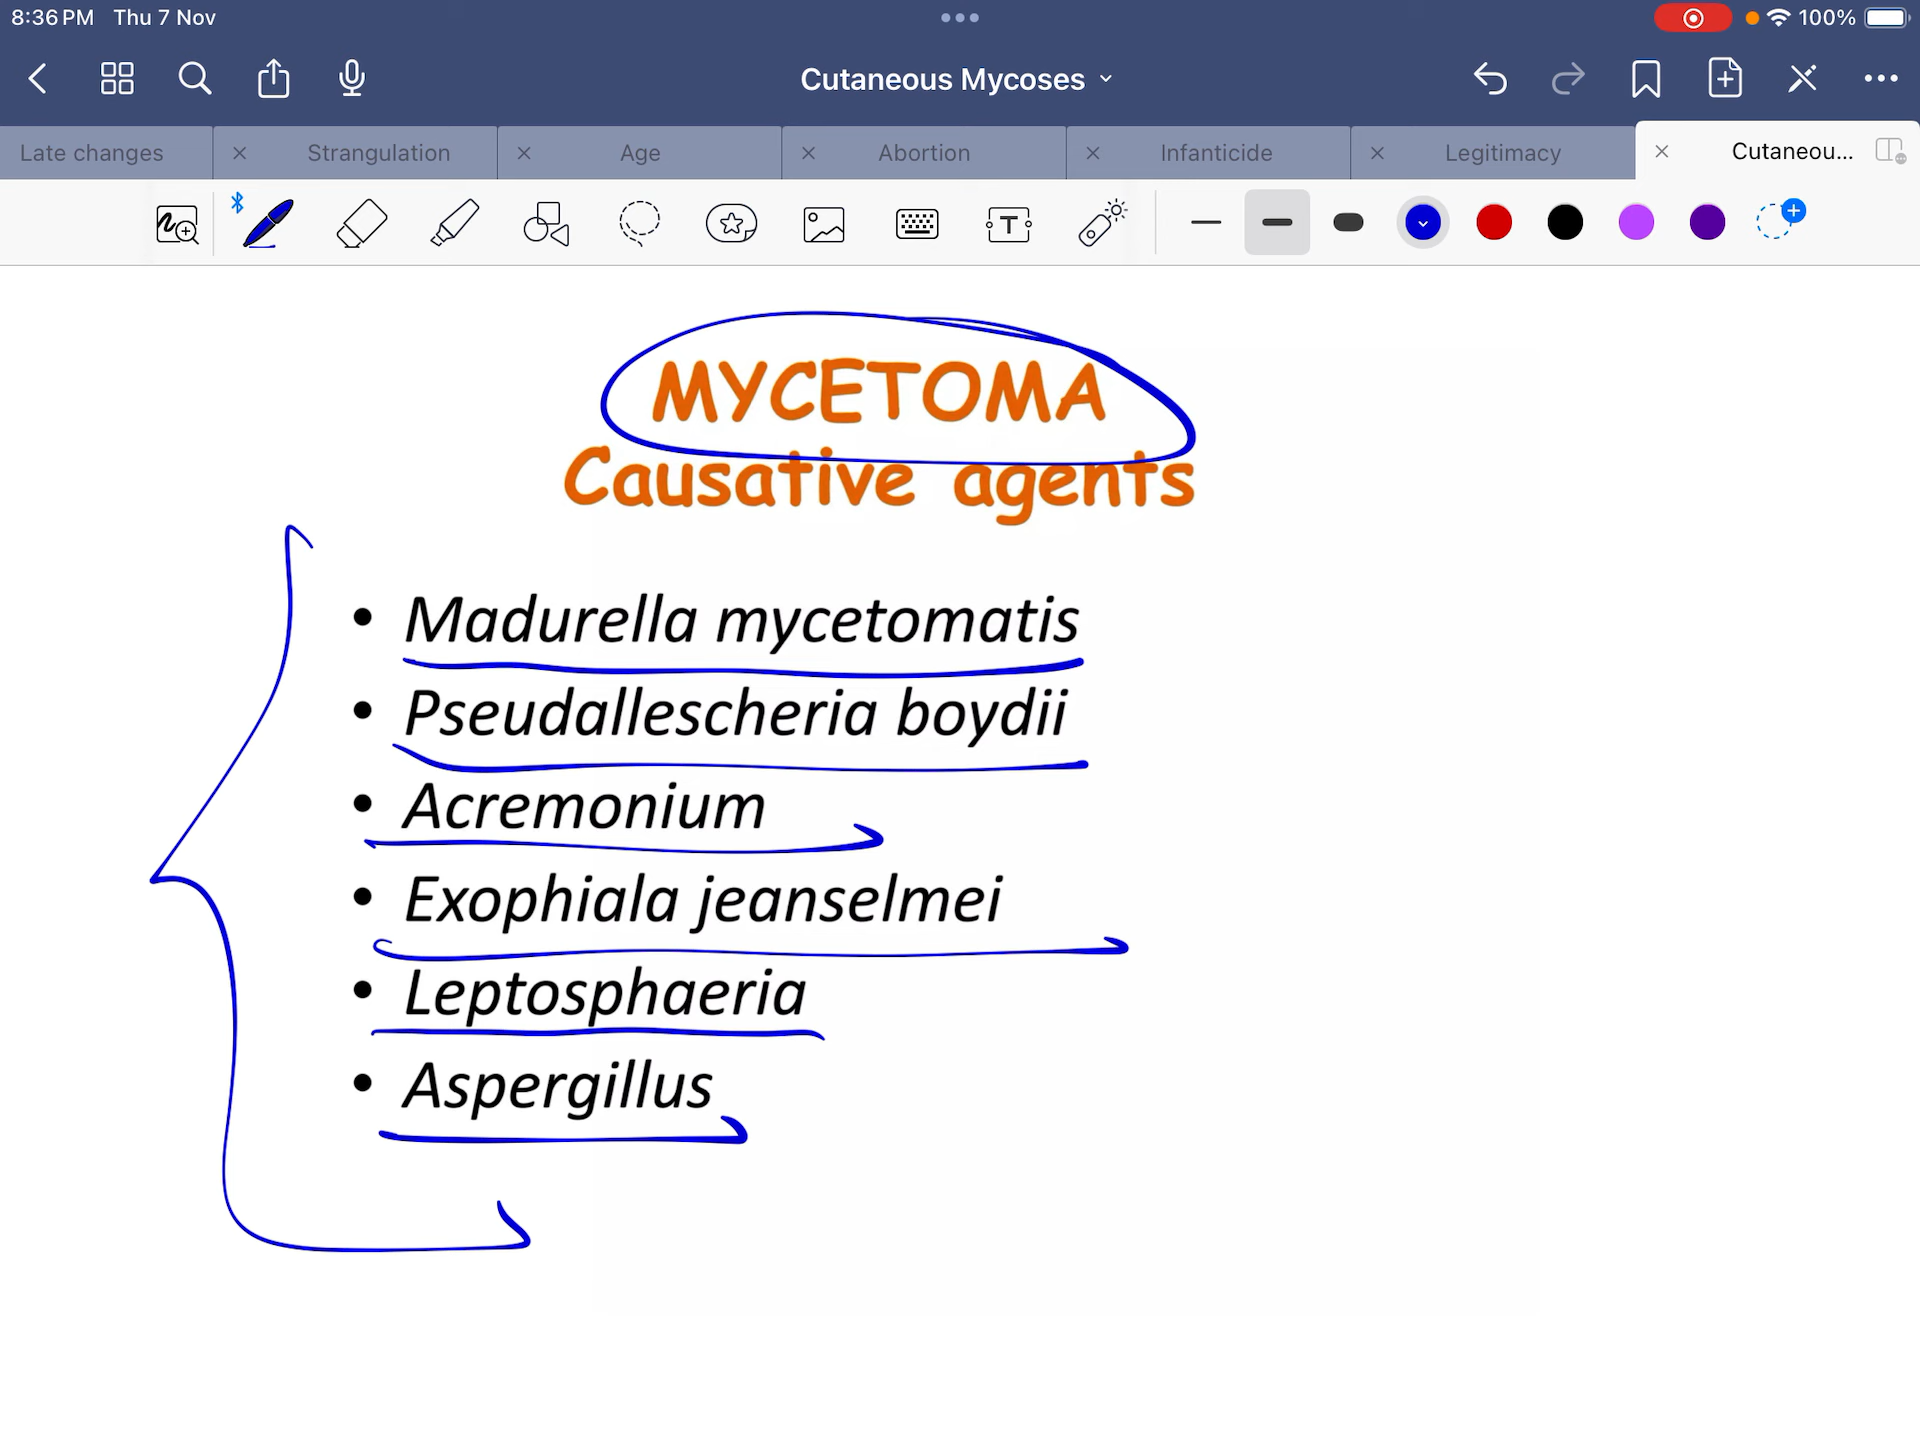 8:36 PM Thu 7 Nov
100%
Cutaneous Mycoses
Late changes
Strangulation
Age
Abortion
Infanticide
Legitimacy
Cutaneou...
T
MYCETOMA
Causative agents
• Madurella mycetomatis
• Pseudallescheria boydii
• Acremonium
• Exophiala jeanselmei
• Leptosphaeria
• Aspergillus